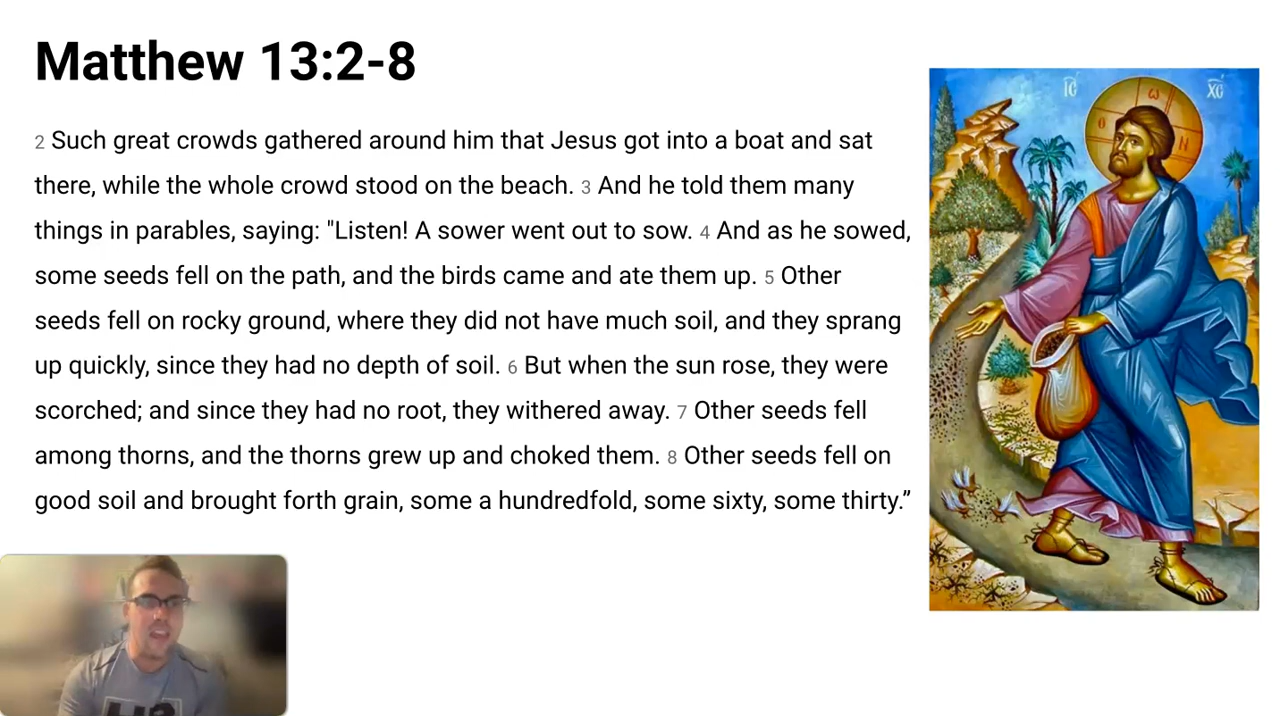 Matthew 13:2-8
2 Such great crowds gathered around him that Jesus got into a boat and sat
there, while the whole crowd stood on the beach. 3 And he told them many
things in parables, saying: "Listen! A sower went out to sow. 4 And as he sowed,
some seeds fell on the path, and the birds came and ate them up. 5 Other
seeds fell on rocky ground, where they did not have much soil, and they sprang
up quickly, since they had no depth of soil. 6 But when the sun rose, they were
scorched; and since they had no root, they withered away. 7 Other seeds fell
among thorns, and the thorns grew up and choked them. 8 Other seeds fell on
good soil and brought forth grain, some a hundredfold, some sixty, some thirty.”
IC XC
ο ω Ν